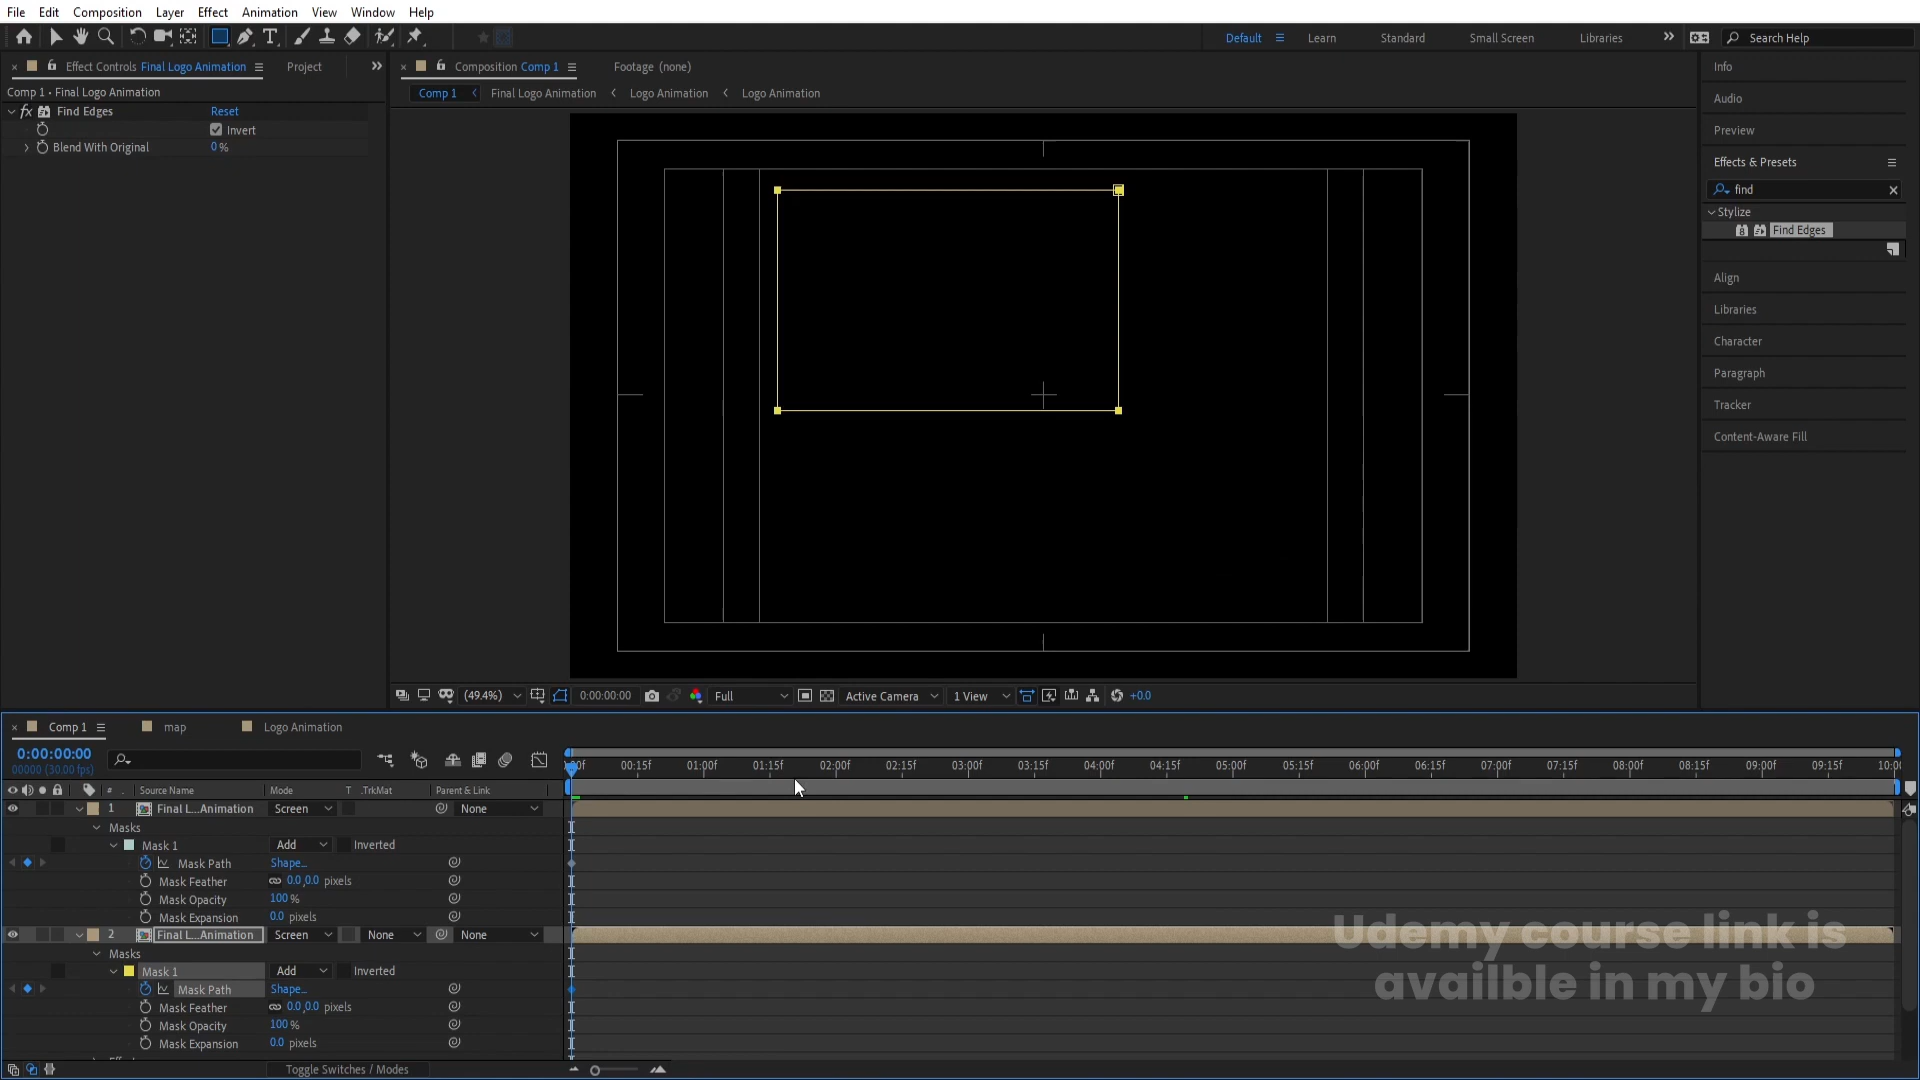 File Edit Composition Layer Effect Animation View Window Help
Default Learn Standard Small Screen Libraries Search Help
Effect Controls Final Logo Animation Project
Composition Comp 1 Footage (none)
Info
Comp 1 • Final Logo Animation
Comp 1 Final Logo Animation Logo Animation Logo Animation
Audio
fx Find Edges Reset
Invert
Preview
Blend With Original 0 %
Effects & Presets
find
Stylize
Find Edges
Align
Libraries
Character
Paragraph
Tracker
Content-Aware Fill
(49.4%) 0:00:00:00 Full Active Camera 1 View +0.0
Comp 1 map Logo Animation
0:00:00:00
00000 (30.00 fps)
00:15f 01:00f 01:15f 02:00f 02:15f 03:00f 03:15f 04:00f 04:15f 05:00f 05:15f 06:00f 06:15f 07:00f 07:15f 08:00f 08:15f 09:00f 09:15f
# Source Name Mode T .TrkMat Parent & Link
1 Final L...Animation Screen None
Masks
Mask 1 Add Inverted
Mask Path Shape...
Mask Feather 0.0,0.0 pixels
Mask Opacity 100 %
Mask Expansion 0.0 pixels
2 Final L...Animation Screen None None
Masks
Mask 1 Add Inverted
Mask Path Shape...
Mask Feather 0.0,0.0 pixels
Mask Opacity 100 %
Mask Expansion 0.0 pixels
Toggle Switches / Modes
Udemy course link is
availble in my bio